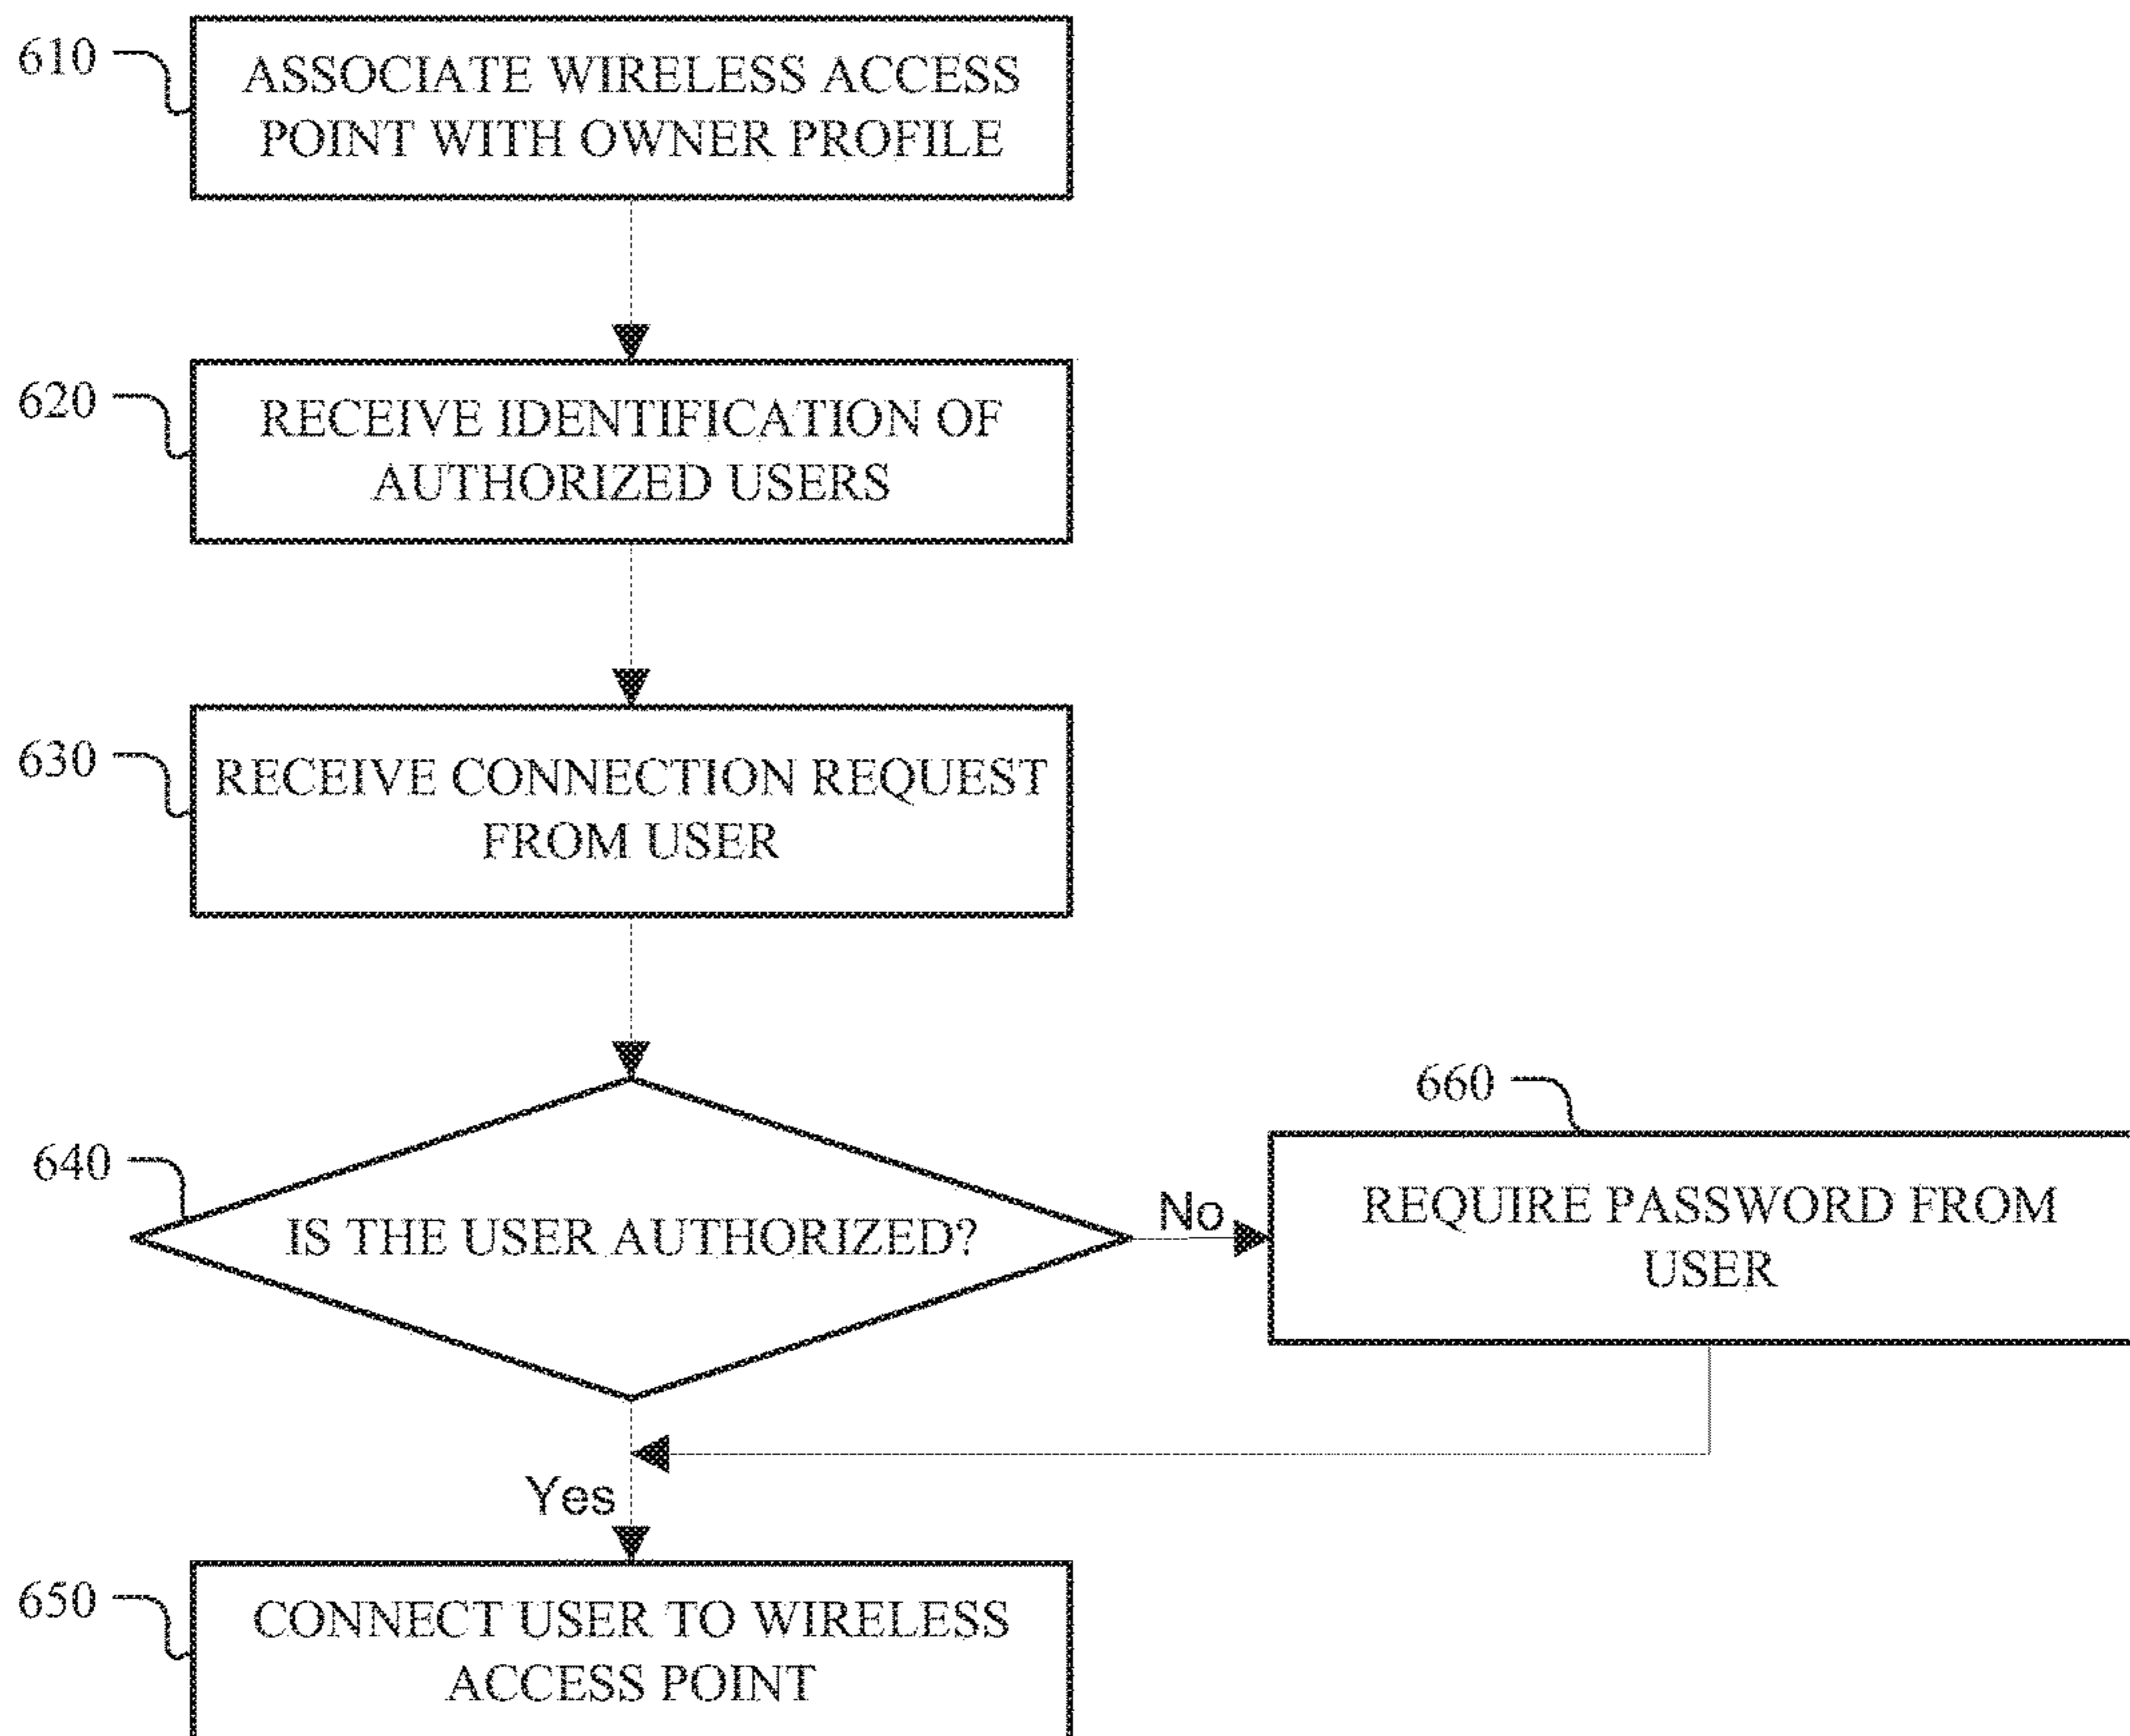 610
ASSOCIATE WIRELESS ACCESS
POINT WITH OWNER PROFILE
620
RECEIVE IDENTIFICATION OF
AUTHORIZED USERS
630
RECEIVE CONNECTION REQUEST
FROM USER
640
IS THE USER AUTHORIZED?
No
660
REQUIRE PASSWORD FROM
USER
Yes
650
CONNECT USER TO WIRELESS
ACCESS POINT